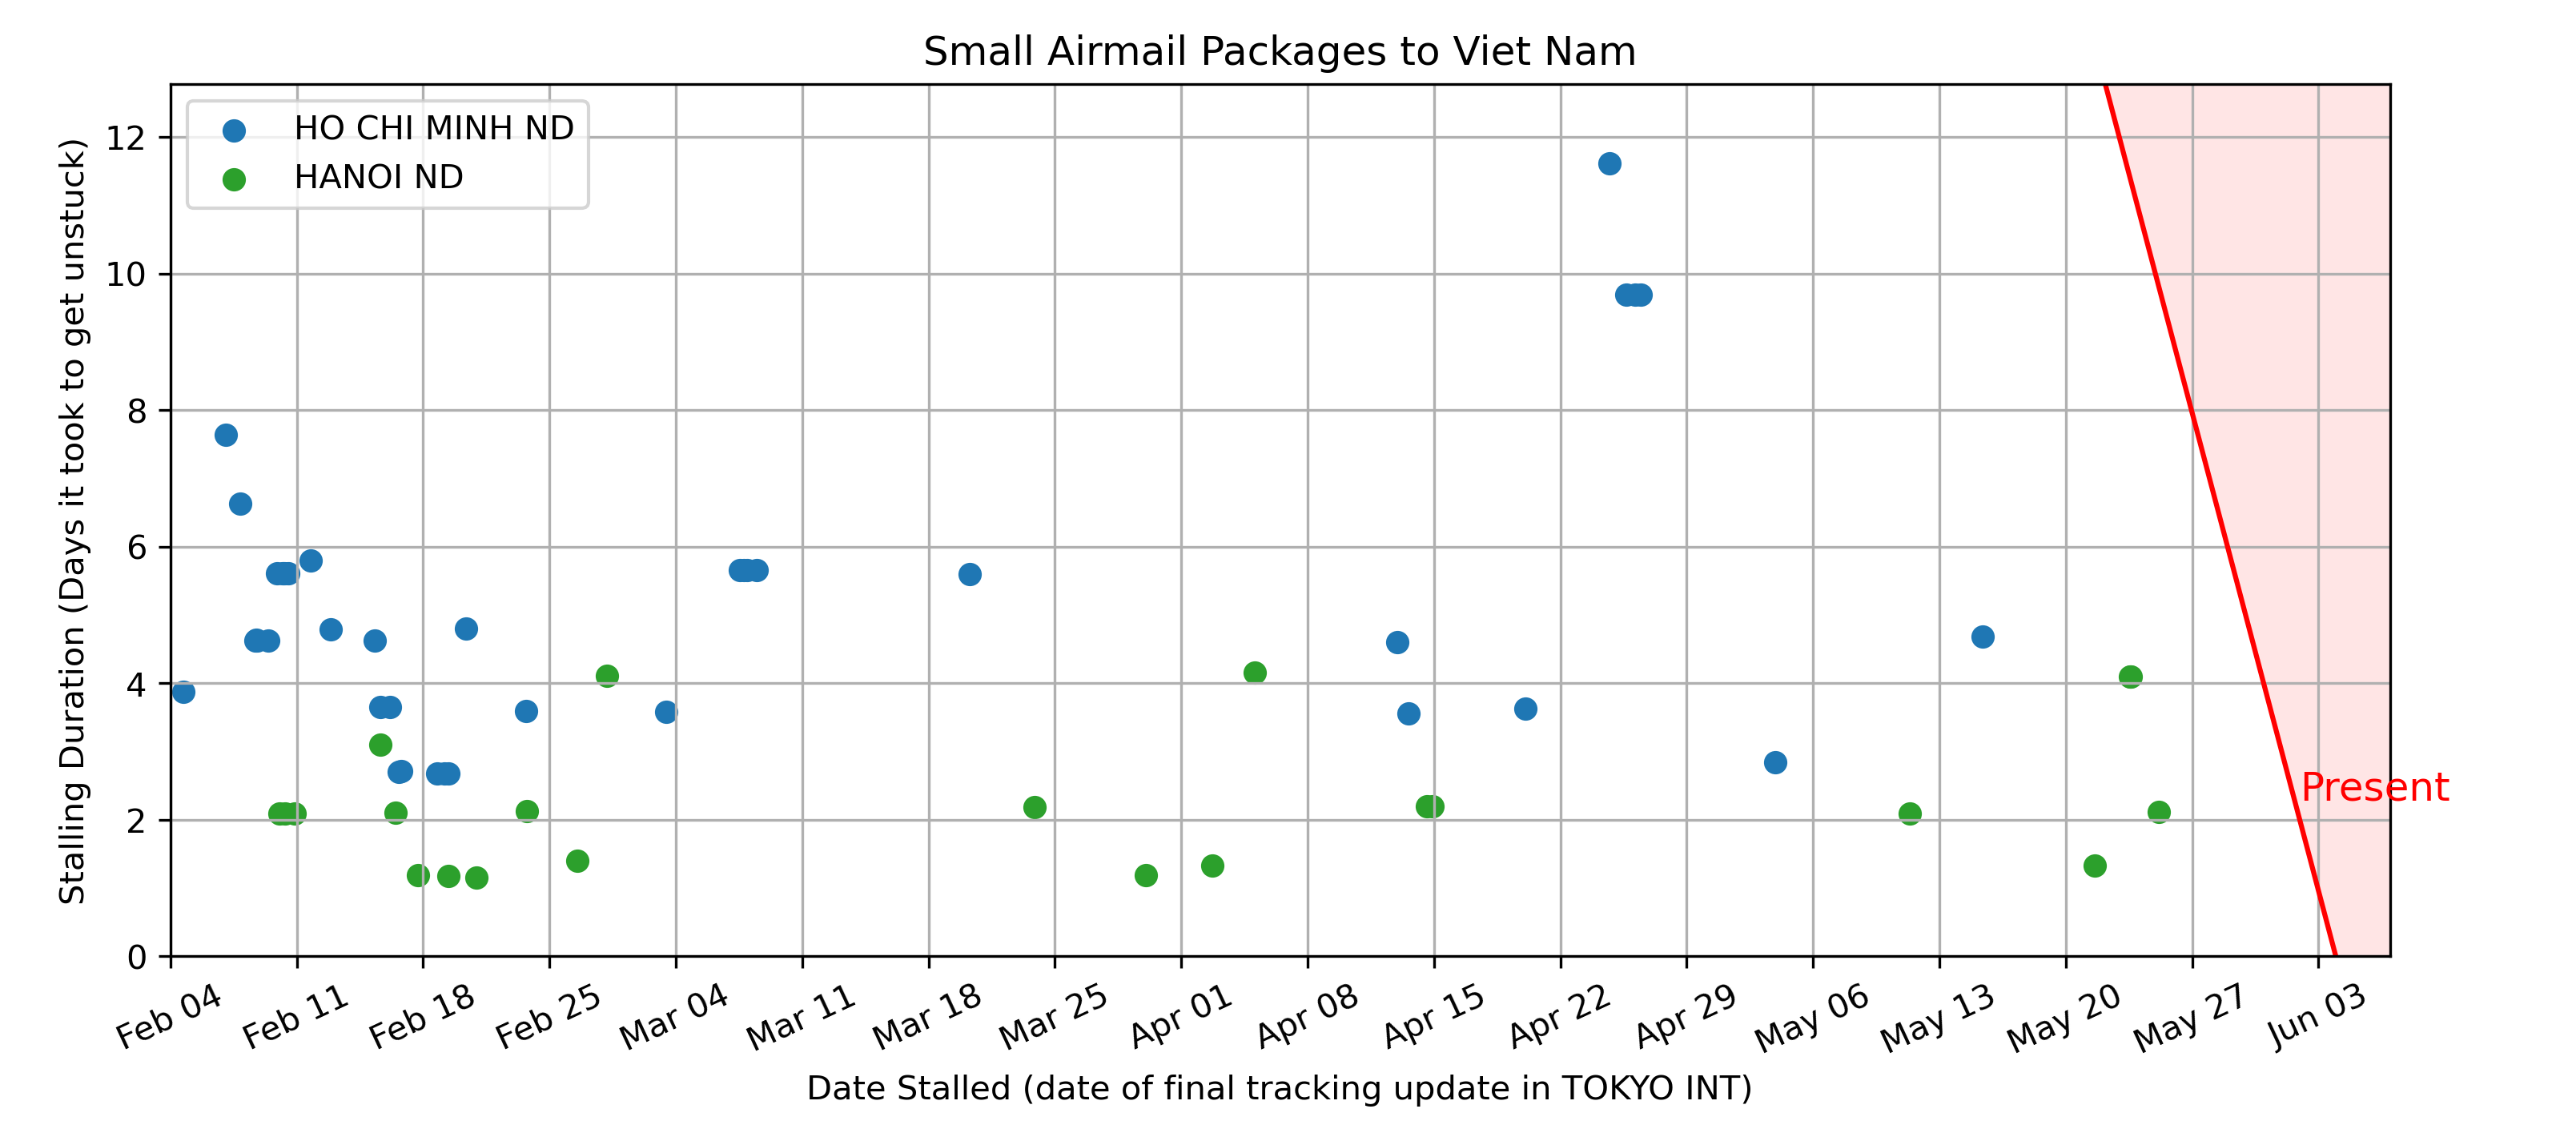 Small Airmail Packages to Viet Nam
HO CHI MINH ND
HANOI ND
Stalling Duration (Days it took to get unstuck)
12
10
8
6
4
2
0
Present
Feb 04
Feb 11
Feb 18
Feb 25
Mar 04
Mar 11
Mar 18
Mar 25
Apr 01
Apr 08
Apr 15
Apr 22
Apr 29
May 06
May 13
May 20
May 27
Jun 03
Date Stalled (date of final tracking update in TOKYO INT)